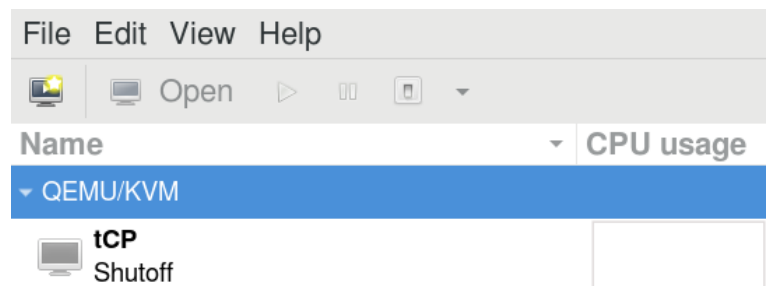 File Edit View Help
Open
Name CPU usage
QEMU/KVM
tCP
Shutoff